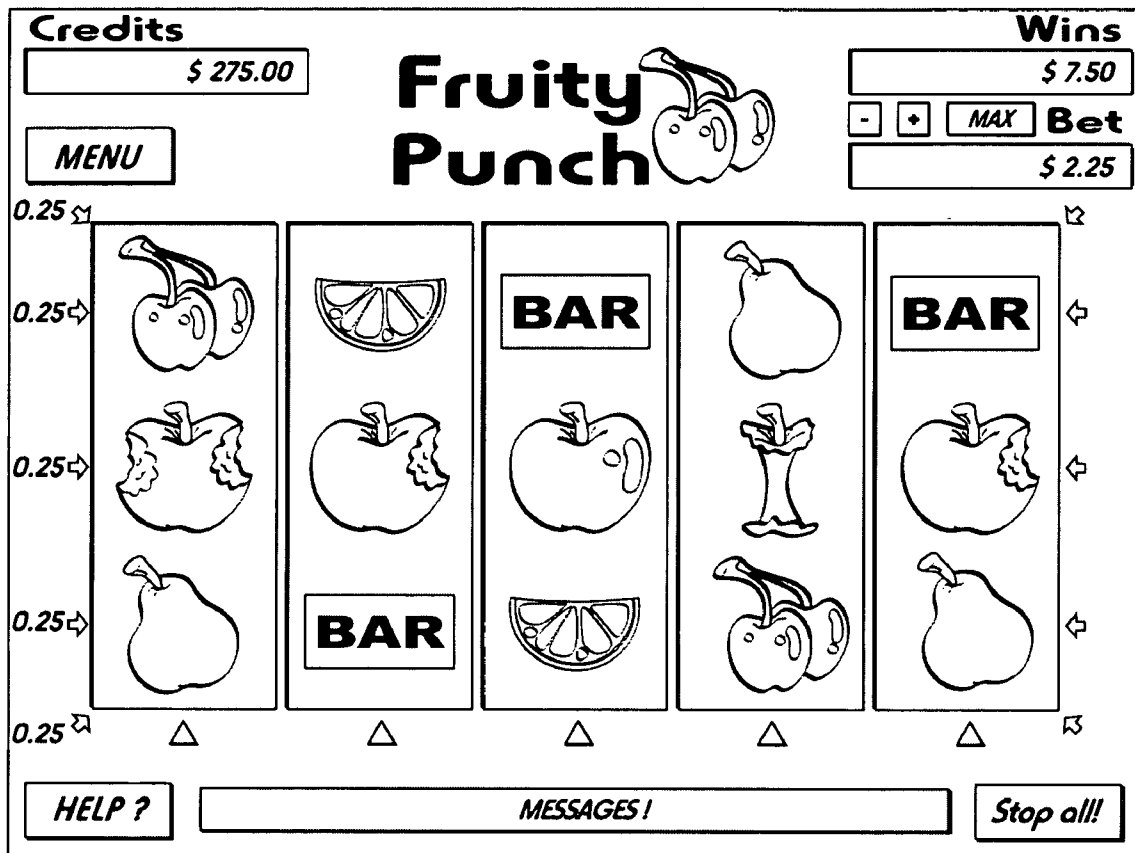 Credits
$ 275.00
Fruity
Punch
Wins
$ 7.50
- + MAX Bet
$ 2.25
MENU
0.25
0.25
BAR
BAR
0.25
0.25
BAR
0.25
HELP ?
MESSAGES !
Stop all!